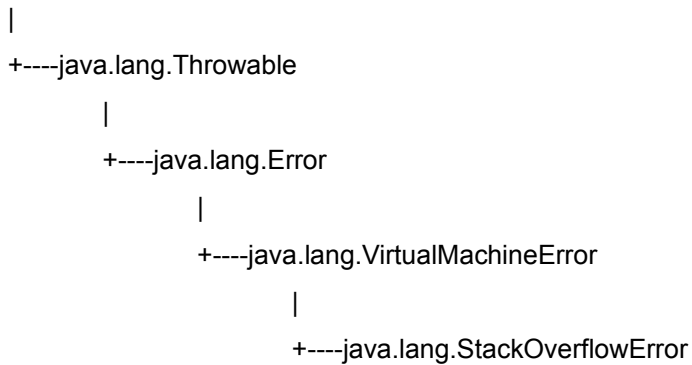 |
+----java.lang.Throwable
|
+----java.lang.Error
|
+----java.lang.VirtualMachineError
|
+----java.lang.StackOverflowError